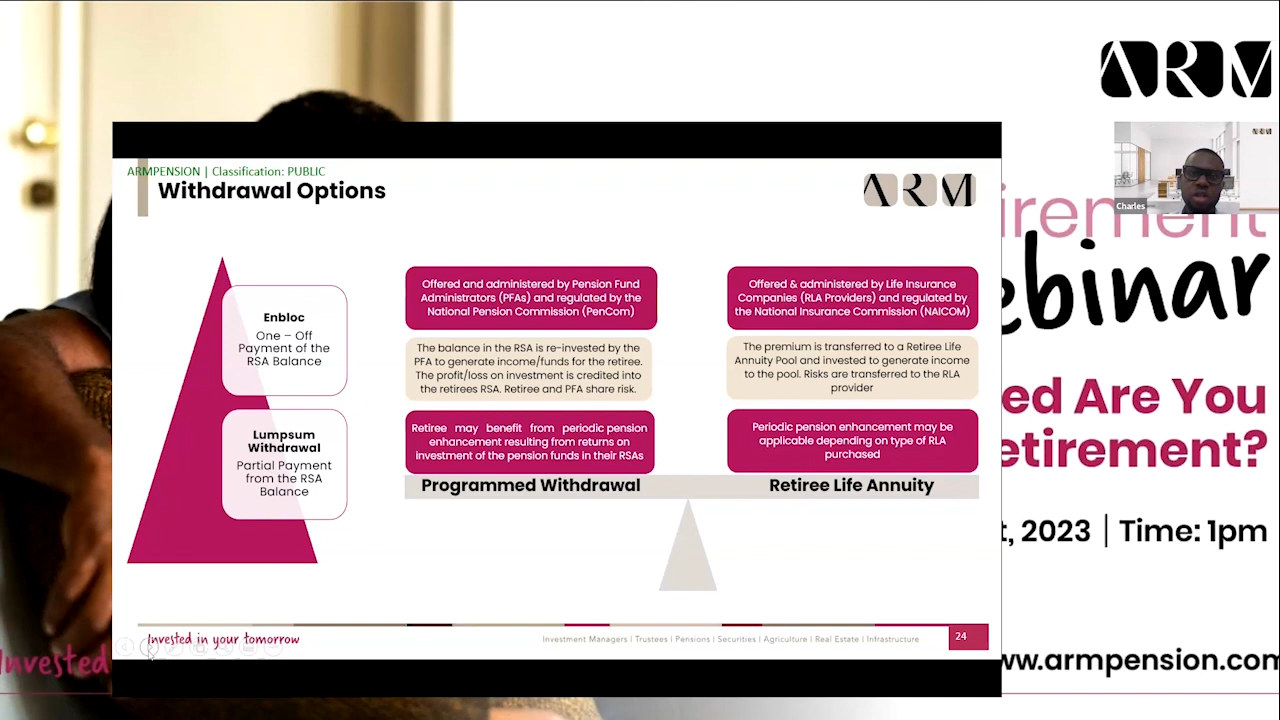 ARM
ARMPENSION | Classification: PUBLIC
Withdrawal Options
ARM
Charles
Enbloc
One – Off
Payment of the
RSA Balance
Lumpsum
Withdrawal
Partial Payment
from the RSA
Balance
Offered and administered by Pension Fund
Administrators (PFAs) and regulated by the
National Pension Commission (PenCom)
The balance in the RSA is re-invested by the
PFA to generate income/funds for the retiree.
The profit/loss on investment is credited into
the retirees RSA. Retiree and PFA share risk.
Retiree may benefit from periodic pension
enhancement resulting from returns on
investment of the pension funds in their RSAs
Programmed Withdrawal
Offered & administered by Life Insurance
Companies (RLA Providers) and regulated by
the National Insurance Commission (NAICOM)
The premium is transferred to a Retiree Life
Annuity Pool and invested to generate income
to the pool. Risks are transferred to the RLA
provider
Periodic pension enhancement may be
applicable depending on type of RLA
purchased
Retiree Life Annuity
Invested in your tomorrow
Investment Managers | Trustees | Pensions | Securities | Agriculture | Real Estate | Infrastructure
24
irement
ebinar
ed Are You
etirement?
t, 2023 | Time: 1pm
Invested
ww.armpension.com